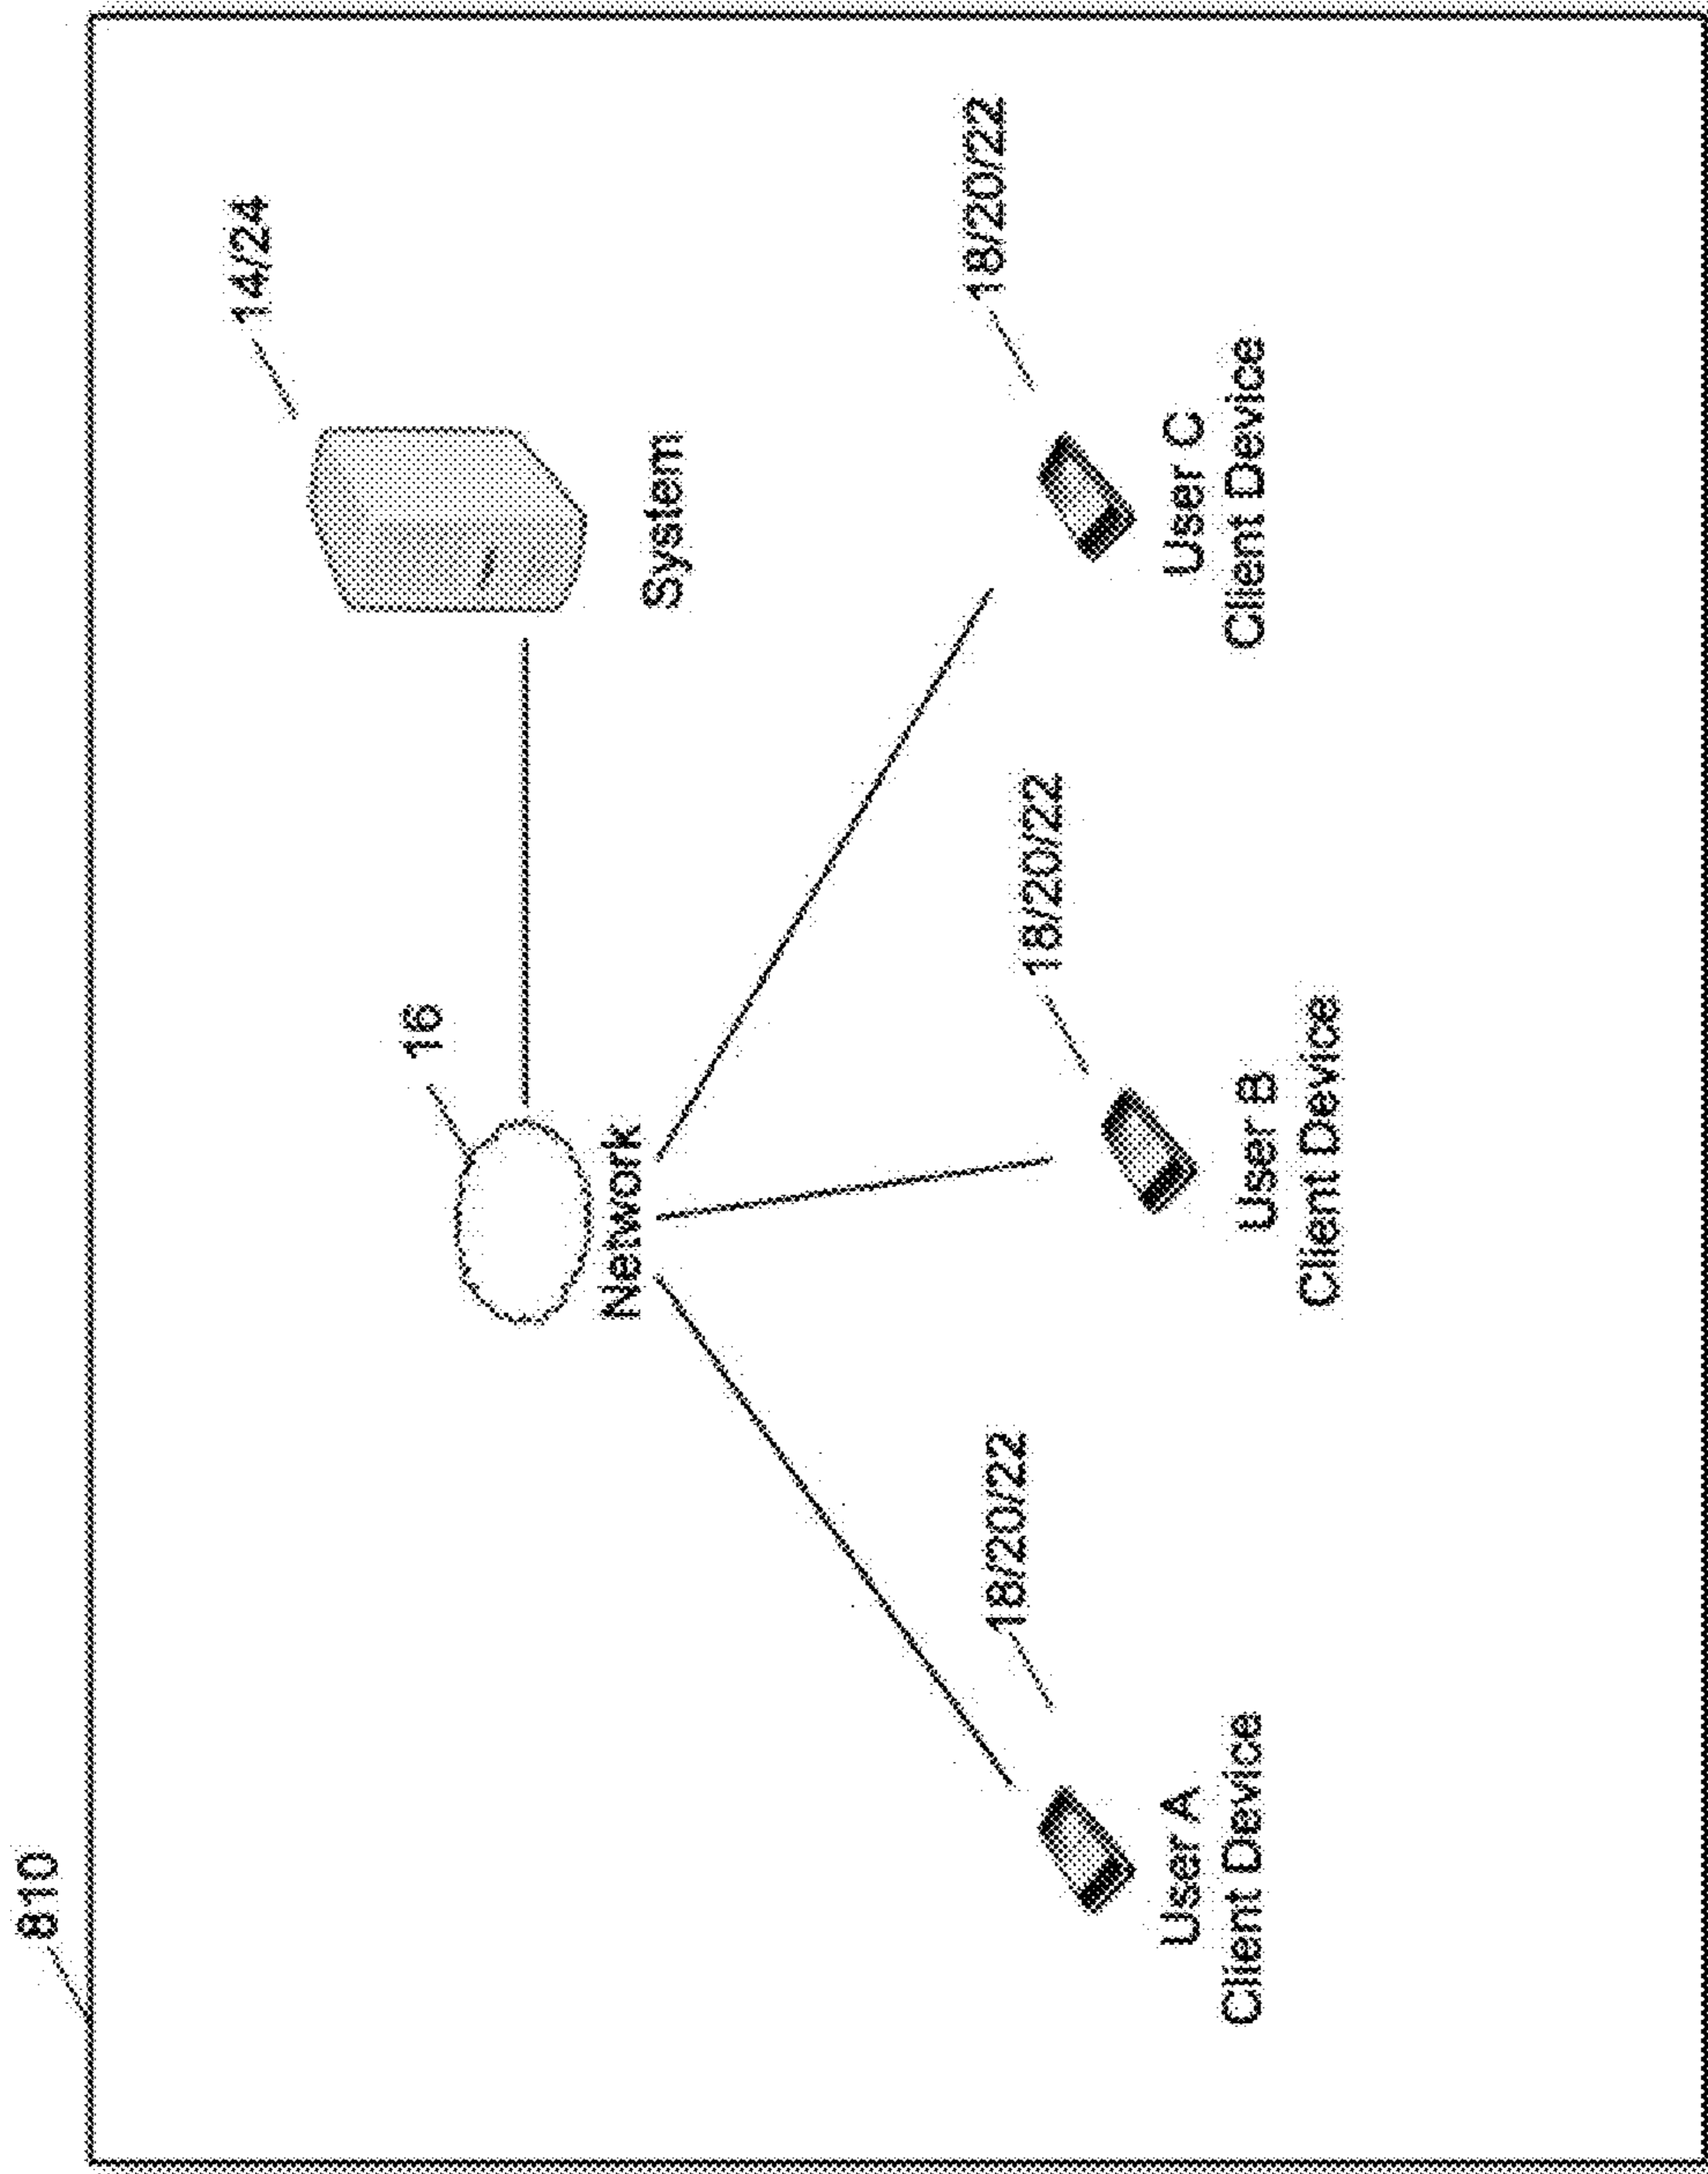 810
14/24
16
System
Network
18/20/22
18/20/22
18/20/22
User A
Client Device
User B
Client Device
User C
Client Device